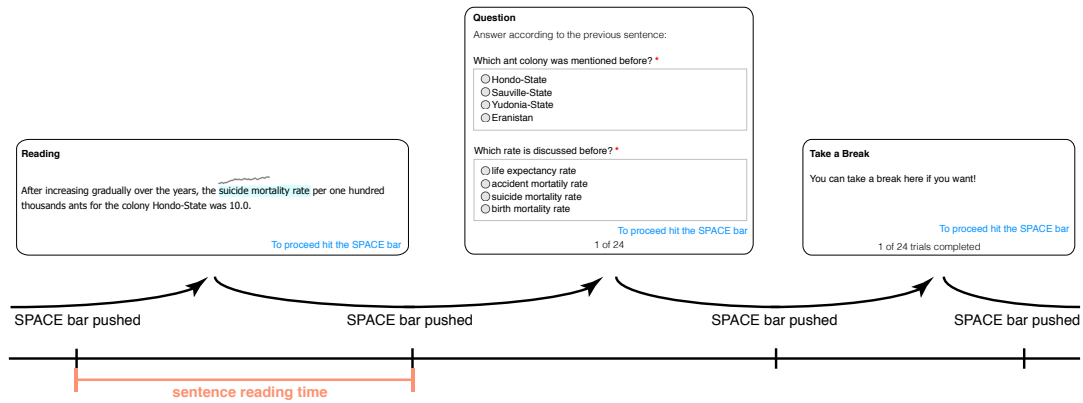 Reading
After increasing gradually over the years, the suicide mortality rate per one hundred
thousands ants for the colony Hondo-State was 10.0.
To proceed hit the SPACE bar
Question
Answer according to the previous sentence:
Which ant colony was mentioned before? *
Hondo-State
Sauville-State
Yudonia-State
Eranistan
Which rate is discussed before? *
life expectancy rate
accident mortatily rate
suicide mortality rate
birth mortality rate
To proceed hit the SPACE bar
1 of 24
Take a Break
You can take a break here if you want!
To proceed hit the SPACE bar
1 of 24 trials completed
SPACE bar pushed
SPACE bar pushed
SPACE bar pushed
SPACE bar pushed
sentence reading time